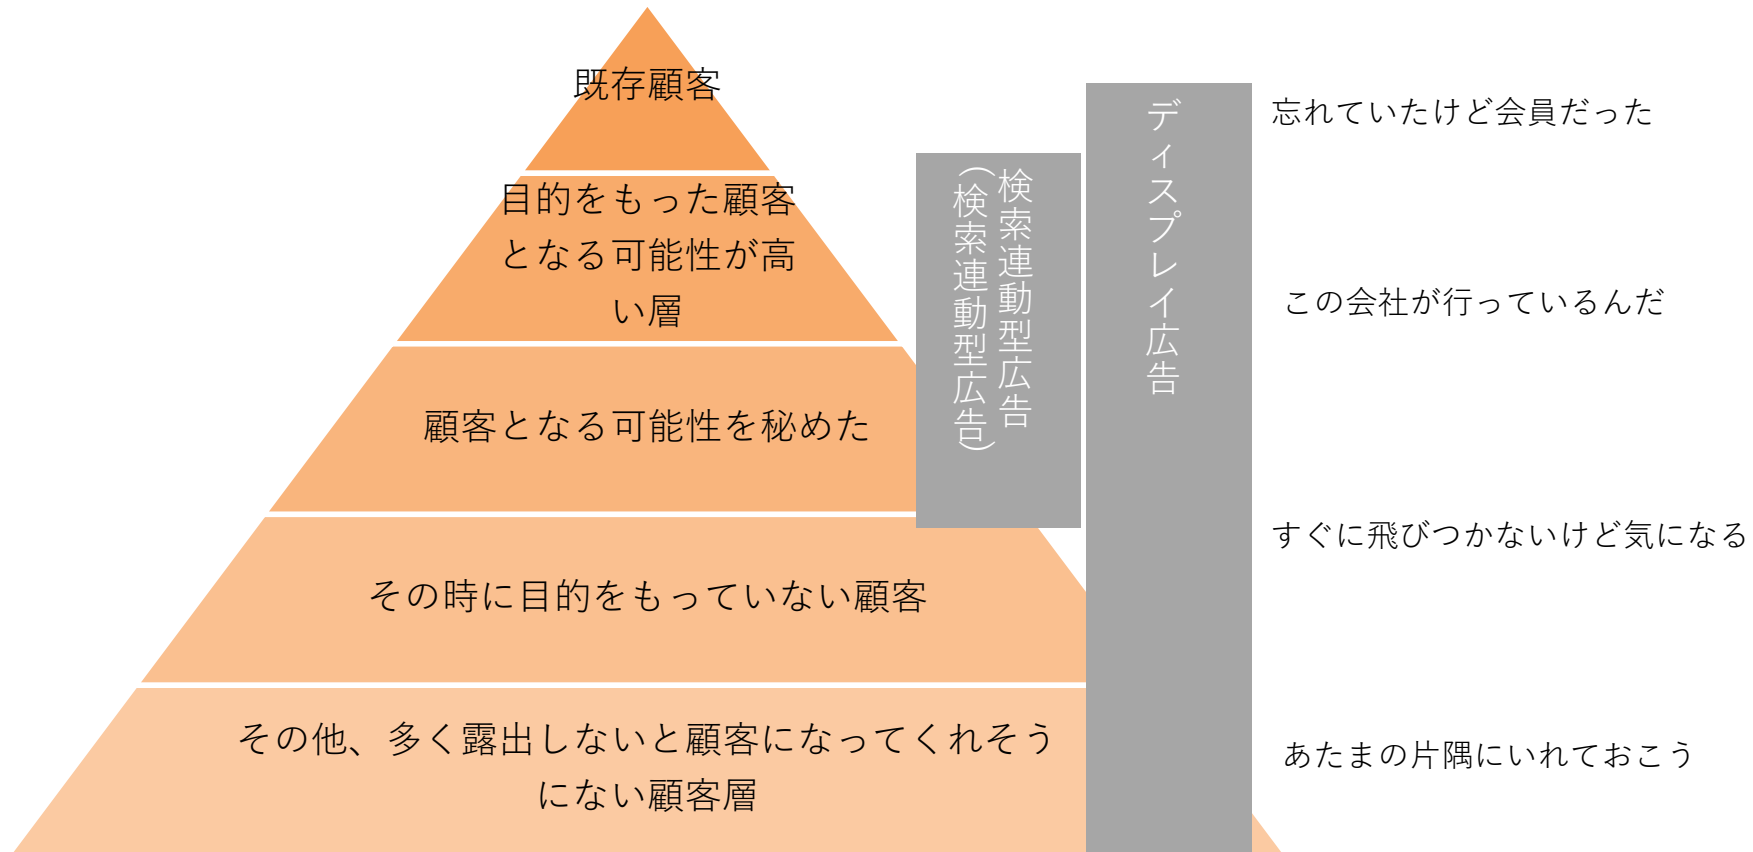 既存顧客
目的をもった顧客
となる可能性が高
い層
顧客となる可能性を秘めた
その時に目的をもっていない顧客
その他、多く露出しないと顧客になってくれそう
にない顧客層
検索連動型広告
(検索連動型広告)
ディスプレイ広告
忘れていたけど会員だった
この会社が行っているんだ
すぐに飛びつかないけど気になる
あたまの片隅にいれておこう